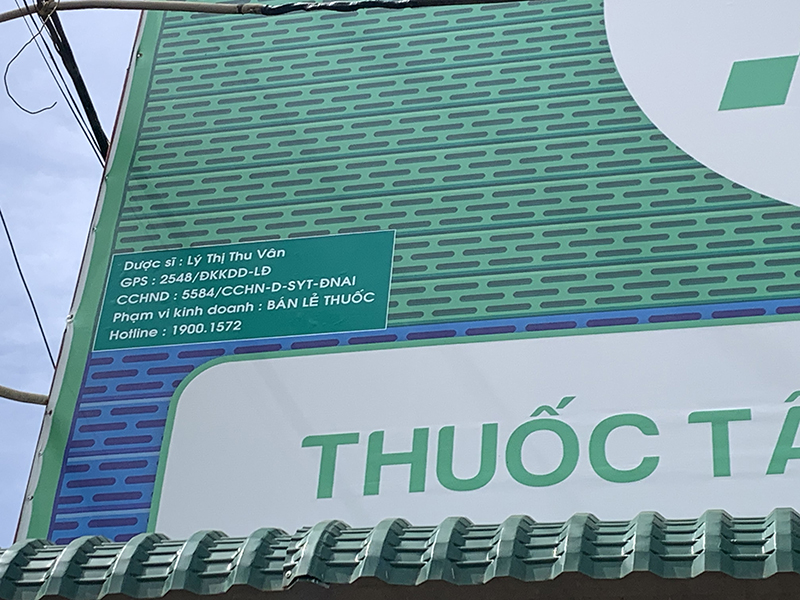 Dược sĩ : Lý Thị Thu Vân
GPS : 2548/ĐKKDD-LĐ
CCHND : 5584/CCHN-D-SYT-ĐNAI
Phạm vi kinh doanh : BÁN LẺ THUỐC
Hotline : 1900.1572
THUỐC TÂ